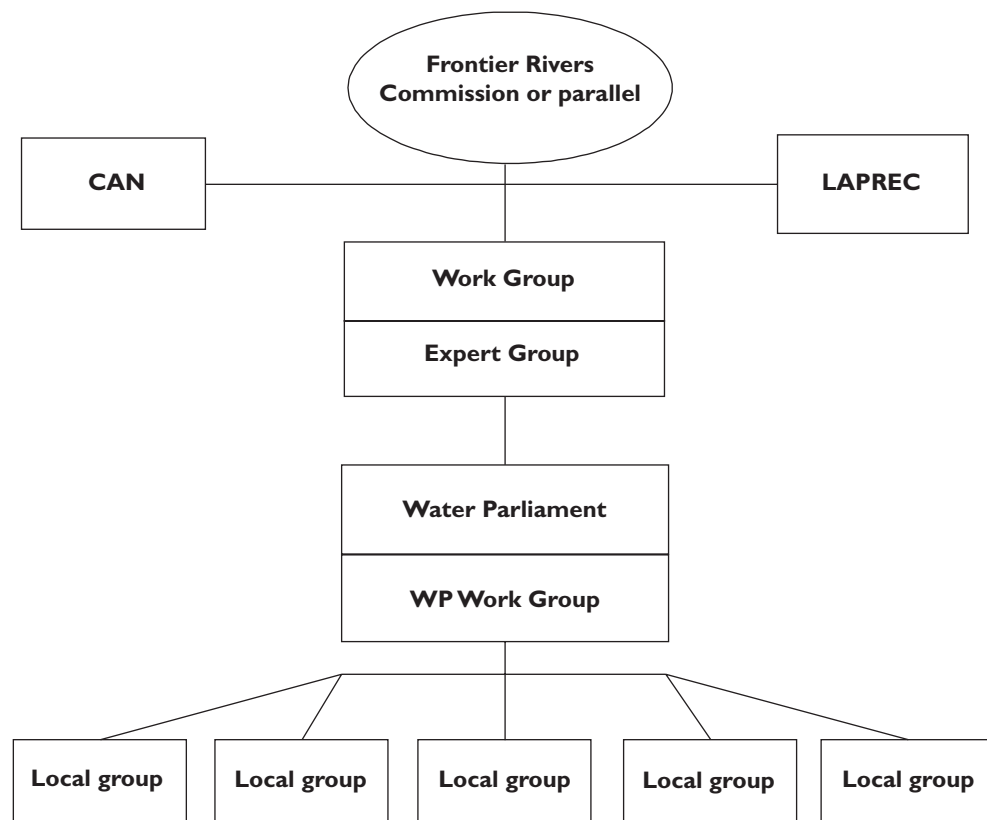 Frontier Rivers
Commission or parallel
CAN
LAPREC
Work Group
Expert Group
Water Parliament
WP Work Group
Local group
Local group
Local group
Local group
Local group